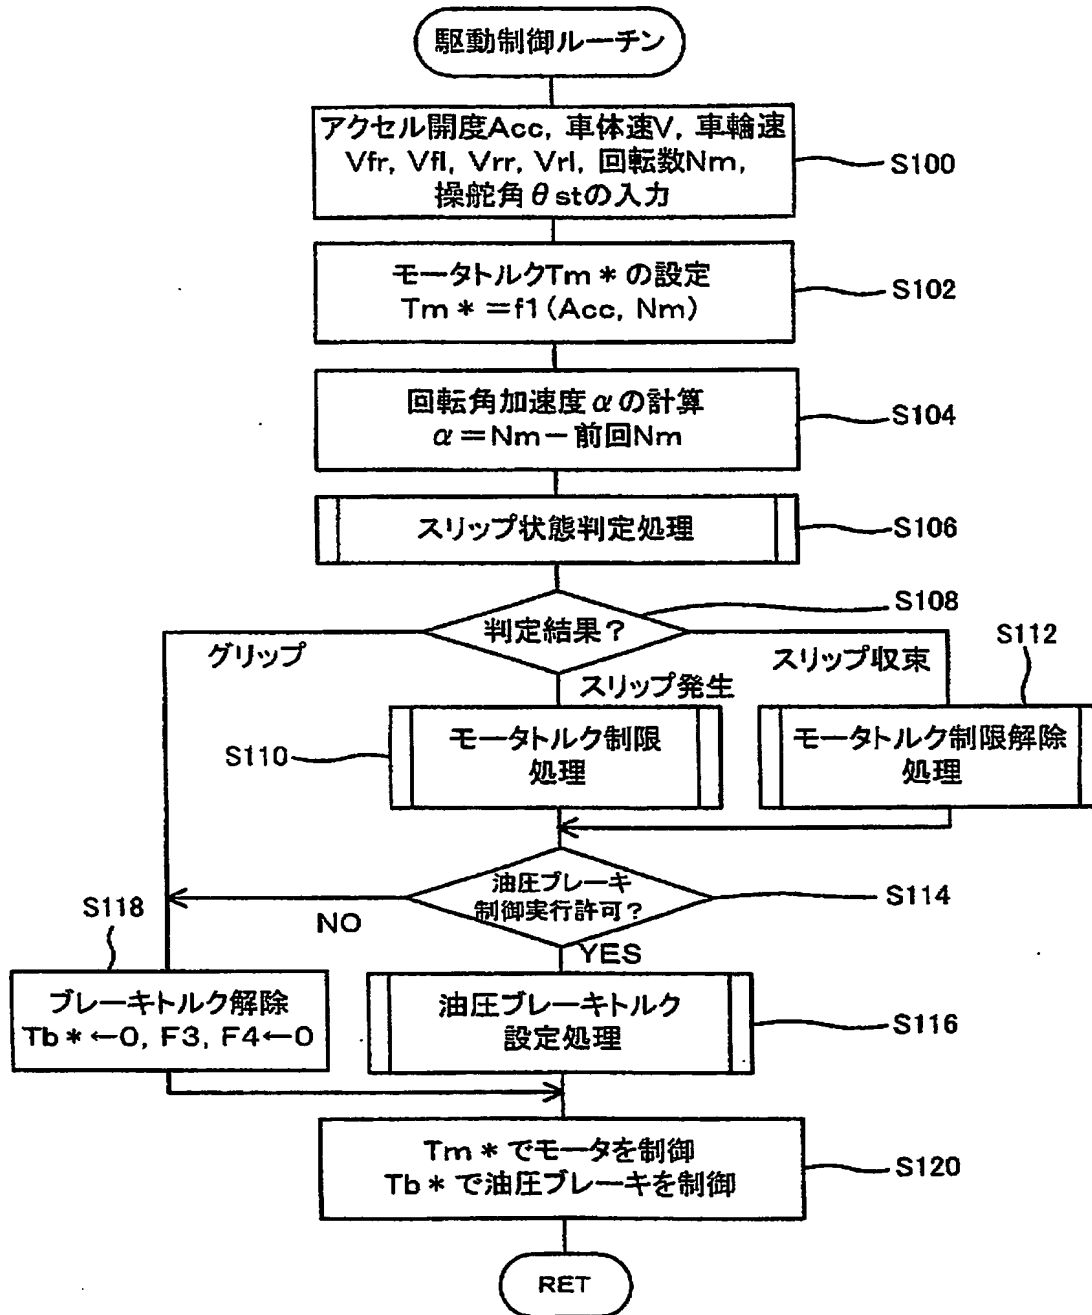 駆動制御ルーチン
アクセル開度Acc, 車体速V, 車輪速
Vfr, Vfl, Vrr, Vrl, 回転数Nm,
操舵角θstの入力
S100
モータトルクTm*の設定
Tm*=f1(Acc, Nm)
S102
回転角加速度αの計算
α=Nm-前回Nm
S104
スリップ状態判定処理
S106
判定結果?
S108
グリップ
スリップ発生
スリップ収束
S112
モータトルク制限
処理
S110
モータトルク制限解除
処理
油圧ブレーキ
制御実行許可?
S114
NO
YES
S118
ブレーキトルク解除
Tb*←0, F3, F4←0
油圧ブレーキトルク
設定処理
S116
Tm*でモータを制御
Tb*で油圧ブレーキを制御
S120
RET